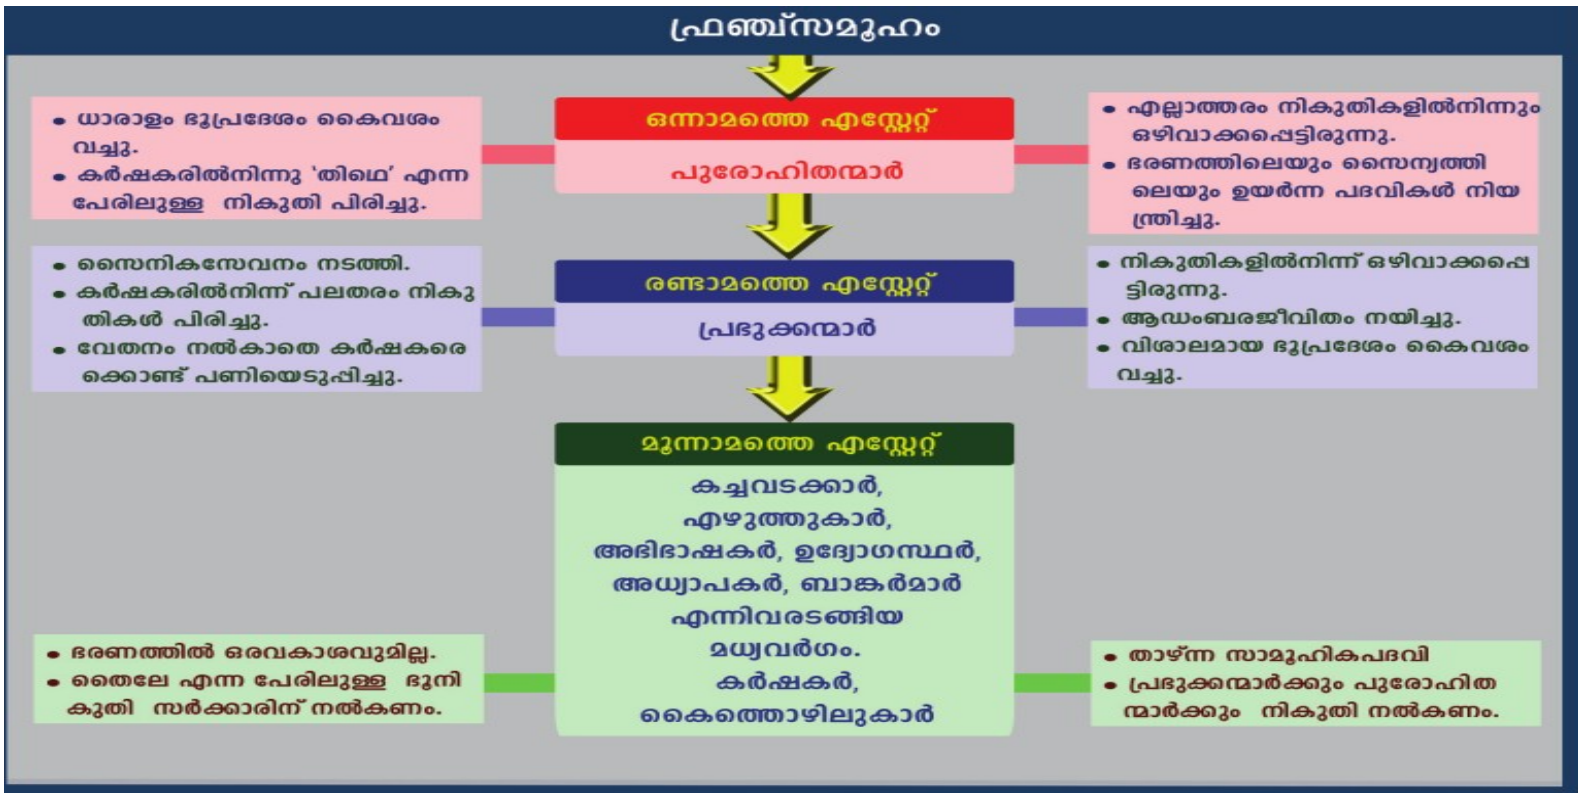 ഫ്രഞ്ച്സമൂഹം
ഒന്നാമത്തെ എസ്റ്റേറ്റ്
പുരോഹിതന്മാർ
• ധാരാളം ഭൂപ്രദേശം കൈവശം
വച്ചു.
• കർഷകരിൽനിന്നു ‘തിഥെ’ എന്ന
പേരിലുള്ള നികുതി പിരിച്ചു.
• എല്ലാത്തരം നികുതികളിൽനിന്നും
ഒഴിവാക്കപ്പെട്ടിരുന്നു.
• ഭരണത്തിലെയും സൈന്യത്തി
ലെയും ഉയർന്ന പദവികൾ നിയ
ന്ത്രിച്ചു.
രണ്ടാമത്തെ എസ്റ്റേറ്റ്
പ്രഭുക്കന്മാർ
• സൈനികസേവനം നടത്തി.
• കർഷകരിൽനിന്ന് പലതരം നികു
തികൾ പിരിച്ചു.
• വേതനം നൽകാതെ കർഷകരെ
ക്കൊണ്ട് പണിയെടുപ്പിച്ചു.
• നികുതികളിൽനിന്ന് ഒഴിവാക്കപ്പെ
ട്ടിരുന്നു.
• ആഡംബരജീവിതം നയിച്ചു.
• വിശാലമായ ഭൂപ്രദേശം കൈവശം
വച്ചു.
മൂന്നാമത്തെ എസ്റ്റേറ്റ്
കച്ചവടക്കാർ,
എഴുത്തുകാർ,
അഭിഭാഷകർ, ഉദ്യോഗസ്ഥർ,
അധ്യാപകർ, ബാങ്കർമാർ
എന്നിവരടങ്ങിയ
മധ്യവർഗം.
കർഷകർ,
കൈത്തൊഴിലുകാർ
• ഭരണത്തിൽ ഒരവകാശവുമില്ല.
• തൈലേ എന്ന പേരിലുള്ള ഭൂനി
കുതി സർക്കാരിന് നൽകണം.
• താഴ്ന്ന സാമൂഹികപദവി
• പ്രഭുക്കന്മാർക്കും പുരോഹിത
ന്മാർക്കും നികുതി നൽകണം.